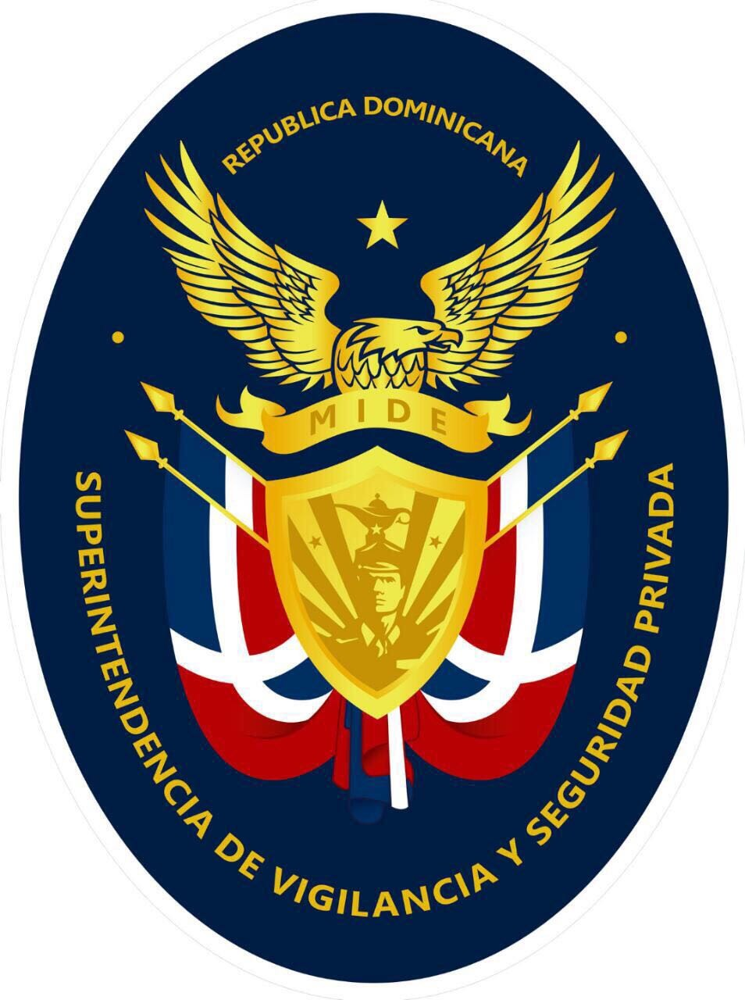 REPUBLICA DOMINICANA
MIDE
SUPERINTENDENCIA DE VIGILANCIA Y SEGURIDAD PRIVADA